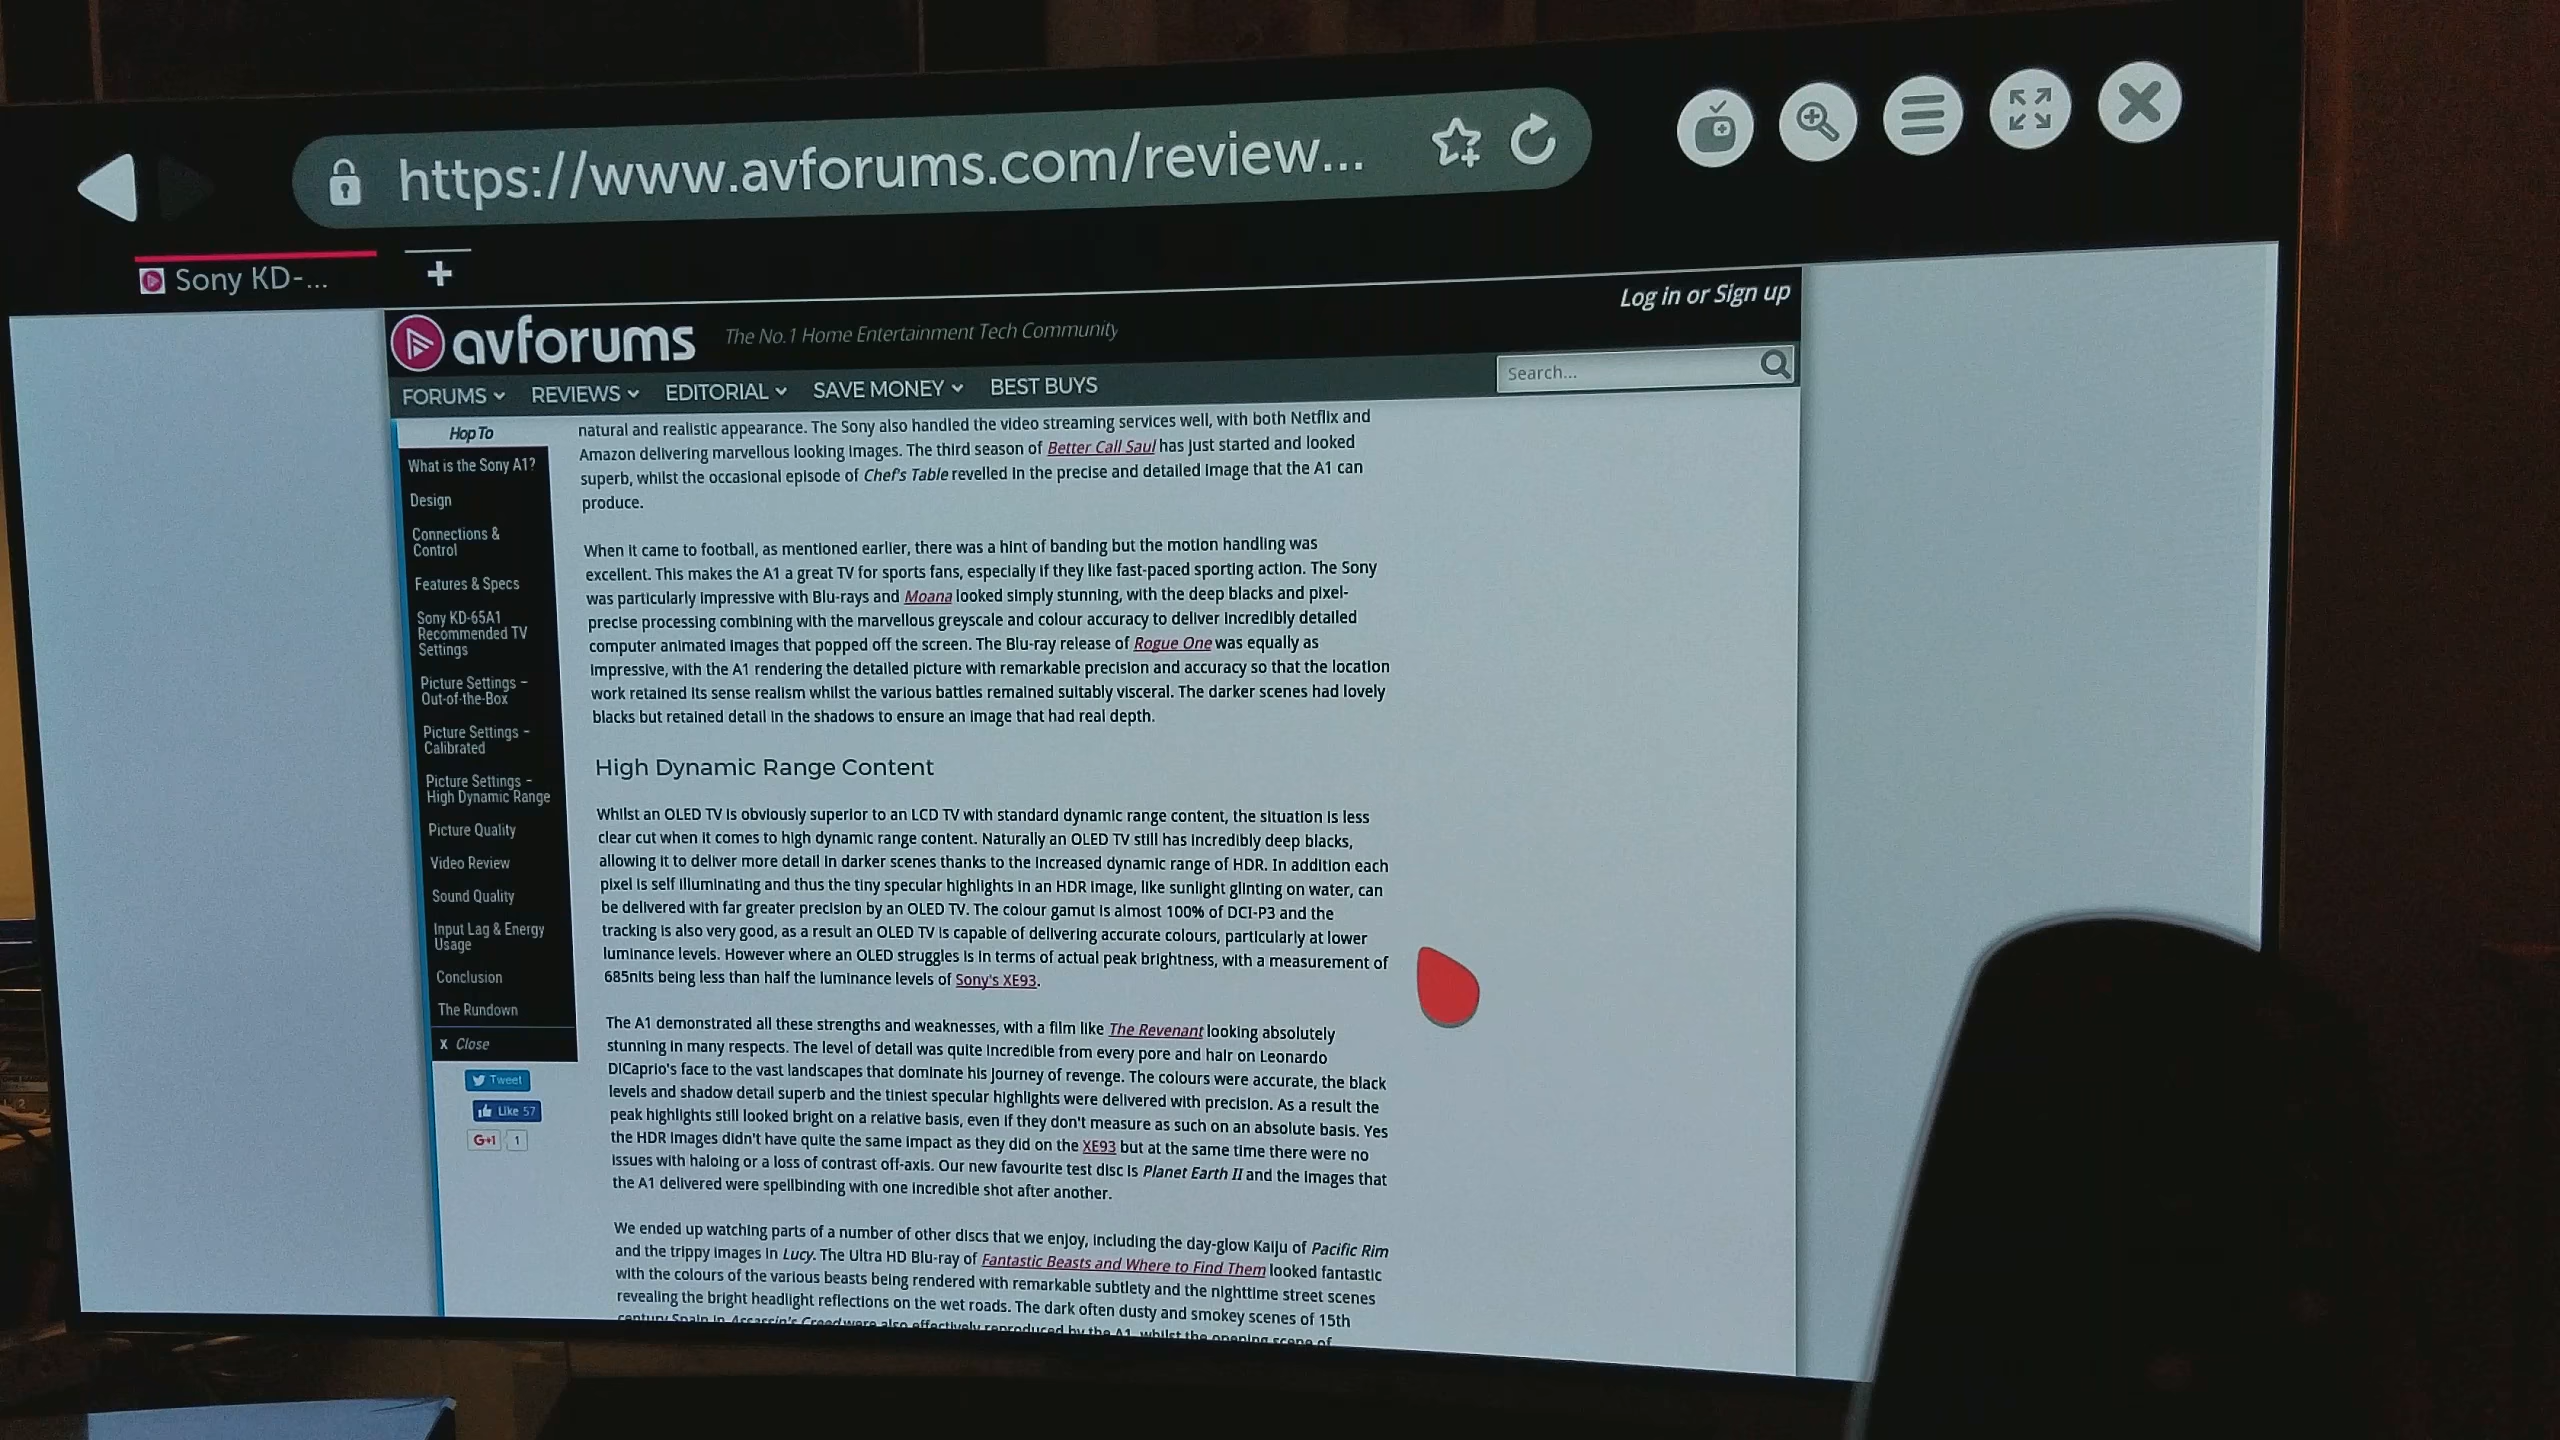 https://www.avforums.com/review...
Sony KD-...
+
Log in or Sign up
avforums
The No.1 Home Entertainment Tech Community
Search...
FORUMS
REVIEWS
EDITORIAL
SAVE MONEY
BEST BUYS
Hop To
What is the Sony A1?
Design
Connections &
Control
Features & Specs
Sony KD-65A1
Recommended TV
Settings
Picture Settings –
Out-of-the-Box
Picture Settings –
Calibrated
Picture Settings –
High Dynamic Range
Picture Quality
Video Review
Sound Quality
Input Lag & Energy
Usage
Conclusion
The Rundown
x Close
Tweet
Like 57
G+1
1
natural and realistic appearance. The Sony also handled the video streaming services well, with both Netflix and
Amazon delivering marvellous looking images. The third season of Better Call Saul has just started and looked
superb, whilst the occasional episode of Chef's Table revelled in the precise and detailed image that the A1 can
produce.
When it came to football, as mentioned earlier, there was a hint of banding but the motion handling was
excellent. This makes the A1 a great TV for sports fans, especially if they like fast-paced sporting action. The Sony
was particularly impressive with Blu-rays and Moana looked simply stunning, with the deep blacks and pixel-
precise processing combining with the marvellous greyscale and colour accuracy to deliver incredibly detailed
computer animated images that popped off the screen. The Blu-ray release of Rogue One was equally as
impressive, with the A1 rendering the detailed picture with remarkable precision and accuracy so that the location
work retained its sense realism whilst the various battles remained suitably visceral. The darker scenes had lovely
blacks but retained detail in the shadows to ensure an image that had real depth.
High Dynamic Range Content
Whilst an OLED TV is obviously superior to an LCD TV with standard dynamic range content, the situation is less
clear cut when it comes to high dynamic range content. Naturally an OLED TV still has incredibly deep blacks,
allowing it to deliver more detail in darker scenes thanks to the increased dynamic range of HDR. In addition each
pixel is self illuminating and thus the tiny specular highlights in an HDR image, like sunlight glinting on water, can
be delivered with far greater precision by an OLED TV. The colour gamut is almost 100% of DCI-P3 and the
tracking is also very good, as a result an OLED TV is capable of delivering accurate colours, particularly at lower
luminance levels. However where an OLED struggles is in terms of actual peak brightness, with a measurement of
685nits being less than half the luminance levels of Sony's XE93.
The A1 demonstrated all these strengths and weaknesses, with a film like The Revenant looking absolutely
stunning in many respects. The level of detail was quite incredible from every pore and hair on Leonardo
DiCaprio's face to the vast landscapes that dominate his journey of revenge. The colours were accurate, the black
levels and shadow detail superb and the tiniest specular highlights were delivered with precision. As a result the
peak highlights still looked bright on a relative basis, even if they don't measure as such on an absolute basis. Yes
the HDR images didn't have quite the same impact as they did on the XE93 but at the same time there were no
issues with haloing or a loss of contrast off-axis. Our new favourite test disc is Planet Earth II and the images that
the A1 delivered were spellbinding with one incredible shot after another.
We ended up watching parts of a number of other discs that we enjoy, including the day-glow Kaiju of Pacific Rim
and the trippy images in Lucy. The Ultra HD Blu-ray of Fantastic Beasts and Where to Find Them looked fantastic
with the colours of the various beasts being rendered with remarkable subtlety and the nighttime street scenes
revealing the bright headlight reflections on the wet roads. The dark often dusty and smokey scenes of 15th
century Spain in Assassin's Creed were also effectively reproduced by the A1, whilst the opening scene of